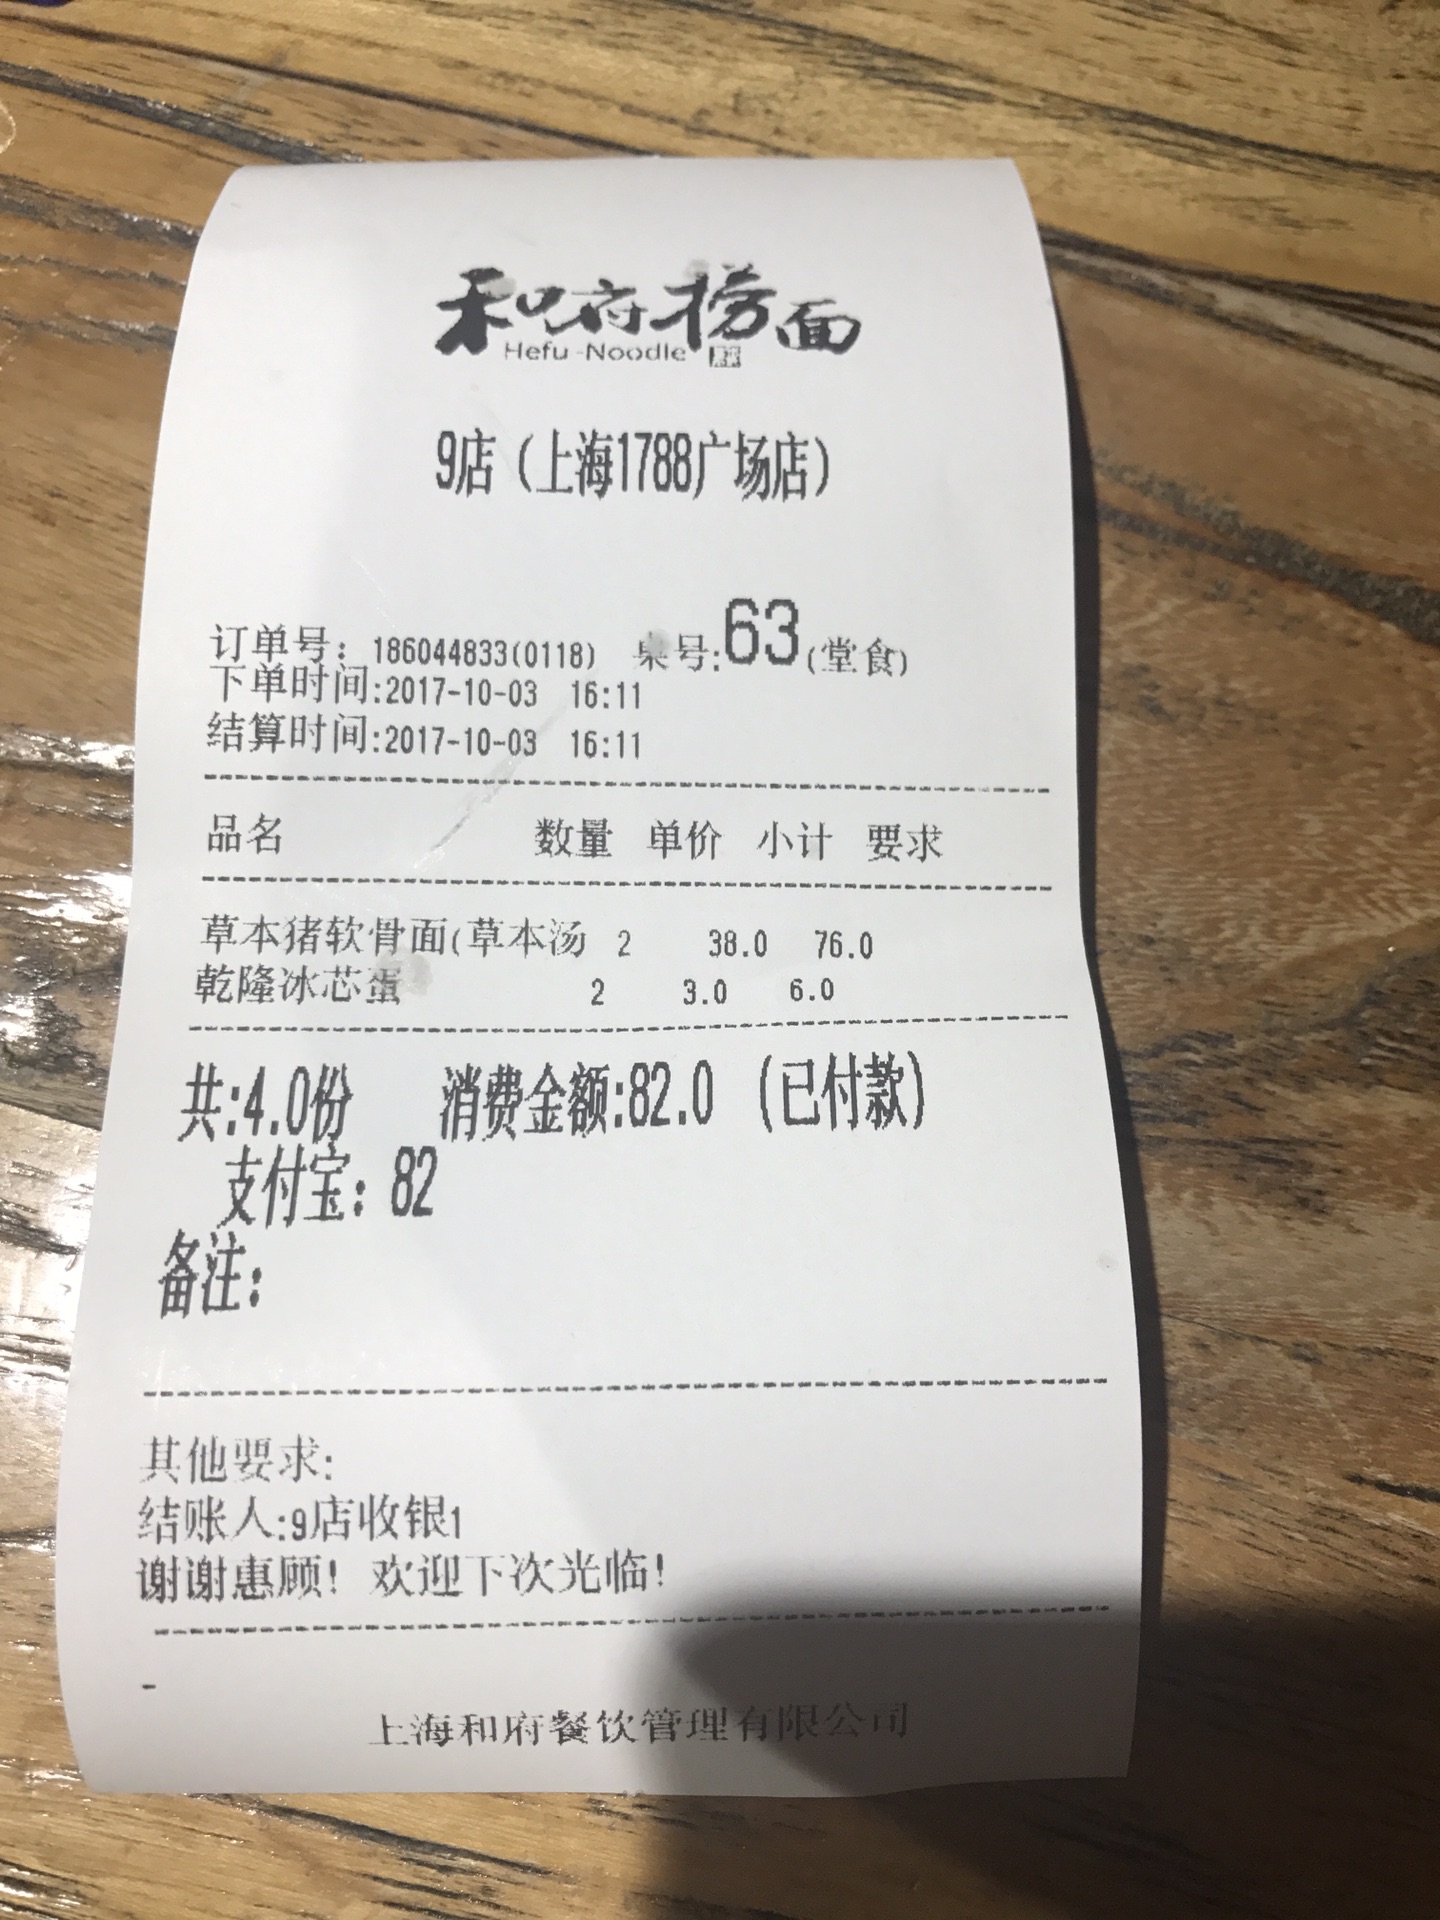 和府捞面
Hefu-Noodle
9店（上海1788广场店）
订单号：186044833(0118) 桌号:63(堂食)
下单时间:2017-10-03 16:11
结算时间:2017-10-03 16:11
品名 数量 单价 小计 要求
草本猪软骨面(草本汤 2 38.0 76.0
乾隆冰芯蛋 2 3.0 6.0
共:4.0份 消费金额:82.0 (已付款)
支付宝：82
备注：
其他要求:
结账人:9店收银1
谢谢惠顾！欢迎下次光临！
-
上海和府餐饮管理有限公司